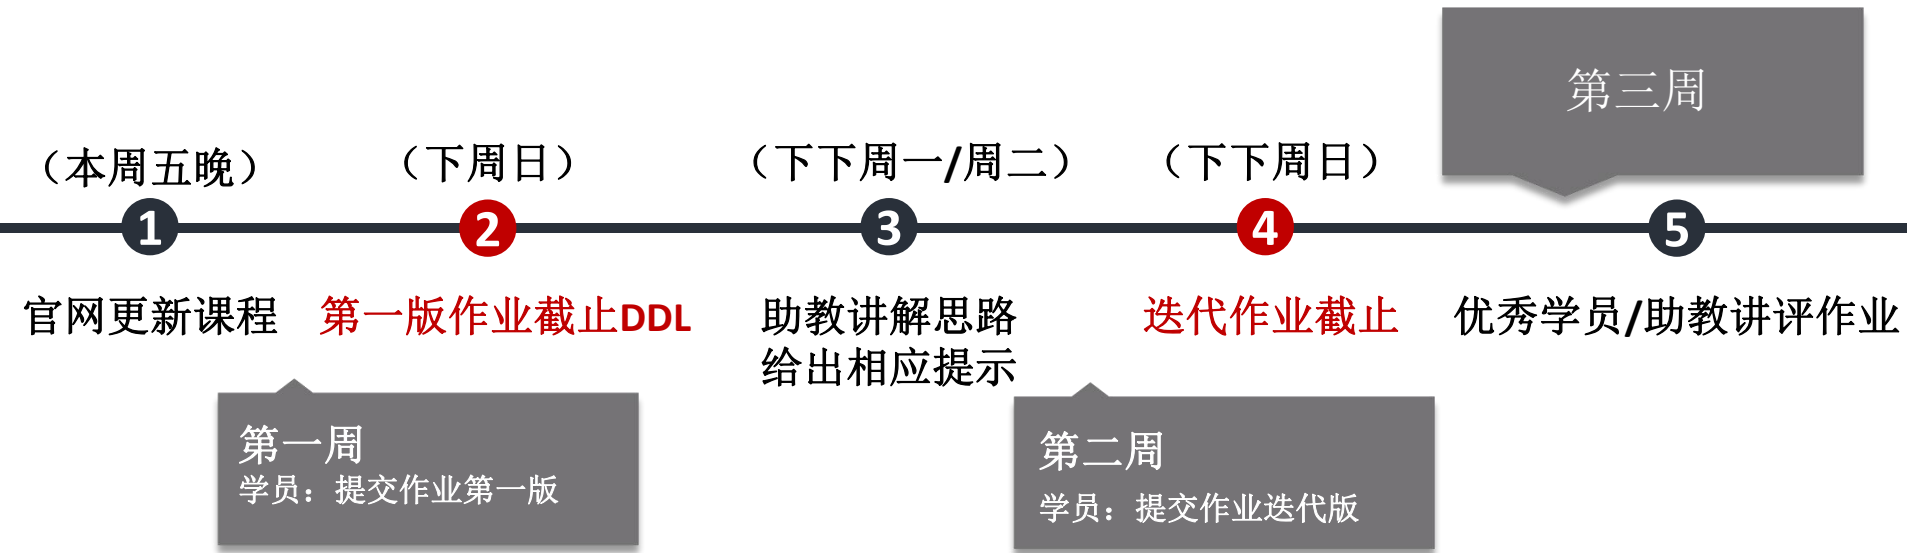 第三周
（本周五晚）
（下周日）
（下下周一/周二）
（下下周日）
1
2
3
4
5
官网更新课程
第一版作业截止DDL
助教讲解思路
给出相应提示
迭代作业截止
优秀学员/助教讲评作业
第一周
学员：提交作业第一版
第二周
学员：提交作业迭代版